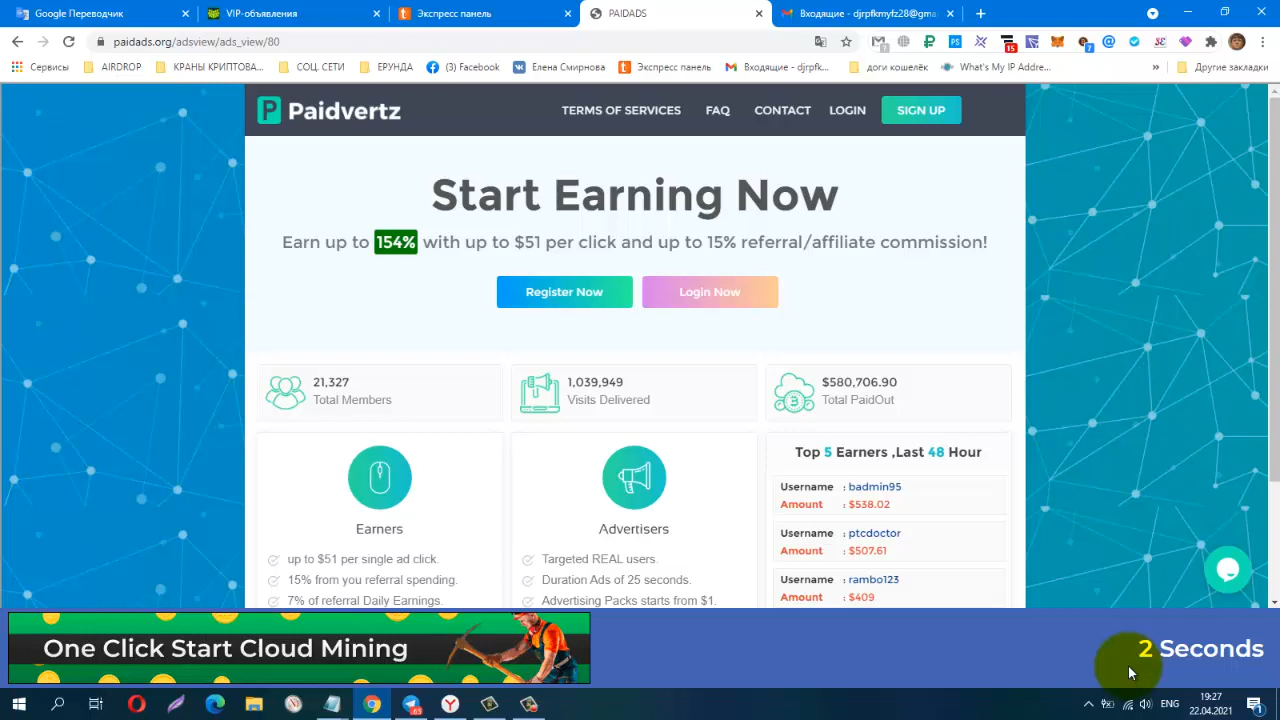 Google Переводчик
VIP-объявления
Экспресс панель
PAIDADS
Входящие - djrpfkmyfz28@gma
paidads.org/adsview/ads_view/80
15
7
Сервисы
AIRDROP
КРАНЫ КРИПТОВА...
СОЦ. СЕТИ
ЕРУНДА
(3) Facebook
Елена Смирнова
Экспресс панель
Входящие - djrpfk...
доги кошелёк
What's My IP Addre...
»
Другие закладки
Paidvertz
TERMS OF SERVICES
FAQ
CONTACT
LOGIN
SIGN UP
Start Earning Now
Earn up to 154% with up to $51 per click and up to 15% referral/affiliate commission!
Register Now
Login Now
21,327
Total Members
1,039,949
Visits Delivered
$580,706.90
Total PaidOut
Earners
up to $51 per single ad click.
15% from you referral spending.
7% of referral Daily Earnings.
Advertisers
Targeted REAL users.
Duration Ads of 25 seconds.
Advertising Packs starts from $1.
Top 5 Earners ,Last 48 Hour
Username : badmin95
Amount : $538.02
Username : ptcdoctor
Amount : $507.61
Username : rambo123
Amount : $409
One Click Start Cloud Mining
2 Seconds
ENG
19:27
22.04.2021